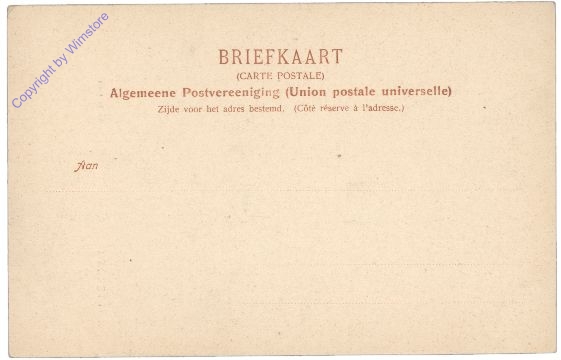 Copyright by Wimstore
BRIEFKAART
(CARTE POSTALE)
Algemeene Postvereeniging (Union postale universelle)
Zijde voor het adres bestemd. (Côté réserve à l'adresse.)
Aan